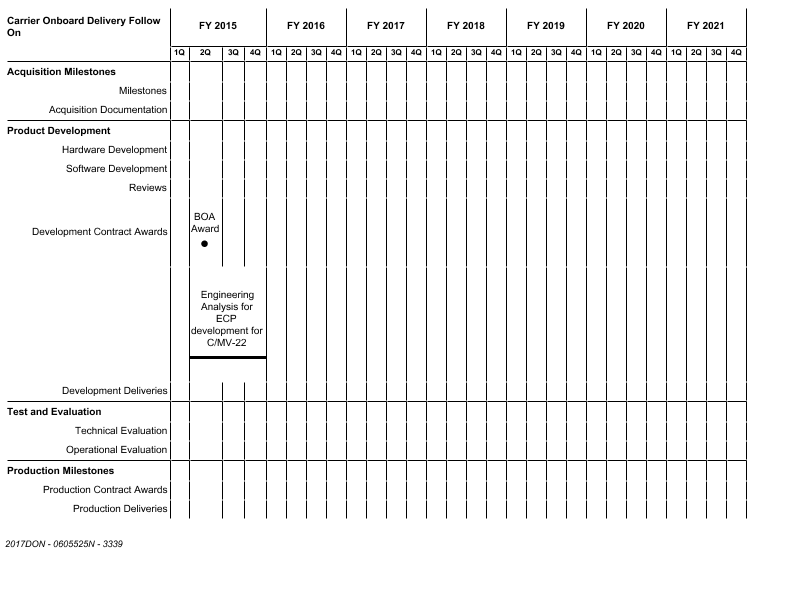 Carrier Onboard Delivery Follow
On
FY 2015 FY 2016 FY 2017 FY 2018 FY 2019 FY 2020 FY 2021
1Q 2Q 3Q 4Q 1Q 2Q 3Q 4Q 1Q 2Q 3Q 4Q 1Q 2Q 3Q 4Q 1Q 2Q 3Q 4Q 1Q 2Q 3Q 4Q 1Q 2Q 3Q 4Q
Acquisition Milestones
Milestones
Acquisition Documentation
Product Development
Hardware Development
Software Development
Reviews
Development Contract Awards
BOA
Award
Engineering
Analysis for
ECP
development for
C/MV-22
Development Deliveries
Test and Evaluation
Technical Evaluation
Operational Evaluation
Production Milestones
Production Contract Awards
Production Deliveries
2017DON - 0605525N - 3339